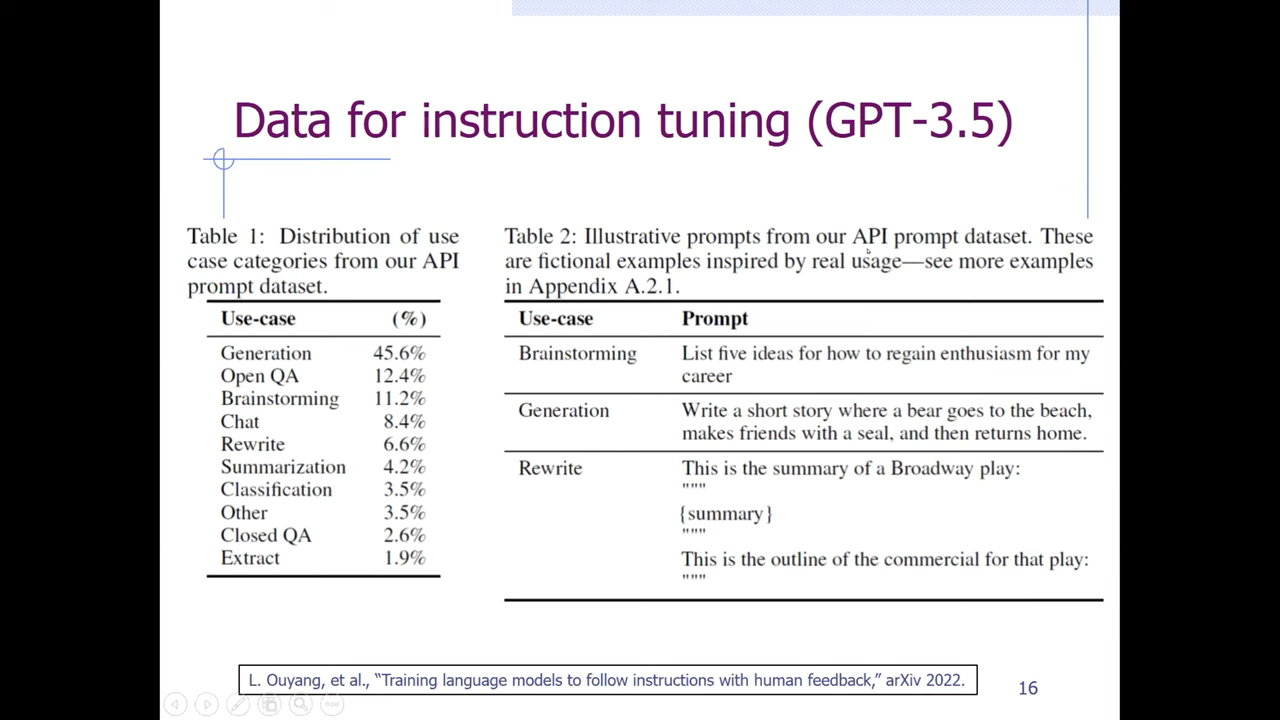 Data for instruction tuning (GPT-3.5)
Table 1: Distribution of use
case categories from our API
prompt dataset.
Use-case (%)
Generation 45.6%
Open QA 12.4%
Brainstorming 11.2%
Chat 8.4%
Rewrite 6.6%
Summarization 4.2%
Classification 3.5%
Other 3.5%
Closed QA 2.6%
Extract 1.9%
Table 2: Illustrative prompts from our API prompt dataset. These
are fictional examples inspired by real usage—see more examples
in Appendix A.2.1.
Use-case Prompt
Brainstorming List five ideas for how to regain enthusiasm for my
career
Generation Write a short story where a bear goes to the beach,
makes friends with a seal, and then returns home.
Rewrite This is the summary of a Broadway play:
"""
{summary}
"""
This is the outline of the commercial for that play:
"""
L. Ouyang, et al., “Training language models to follow instructions with human feedback,” arXiv 2022.
16